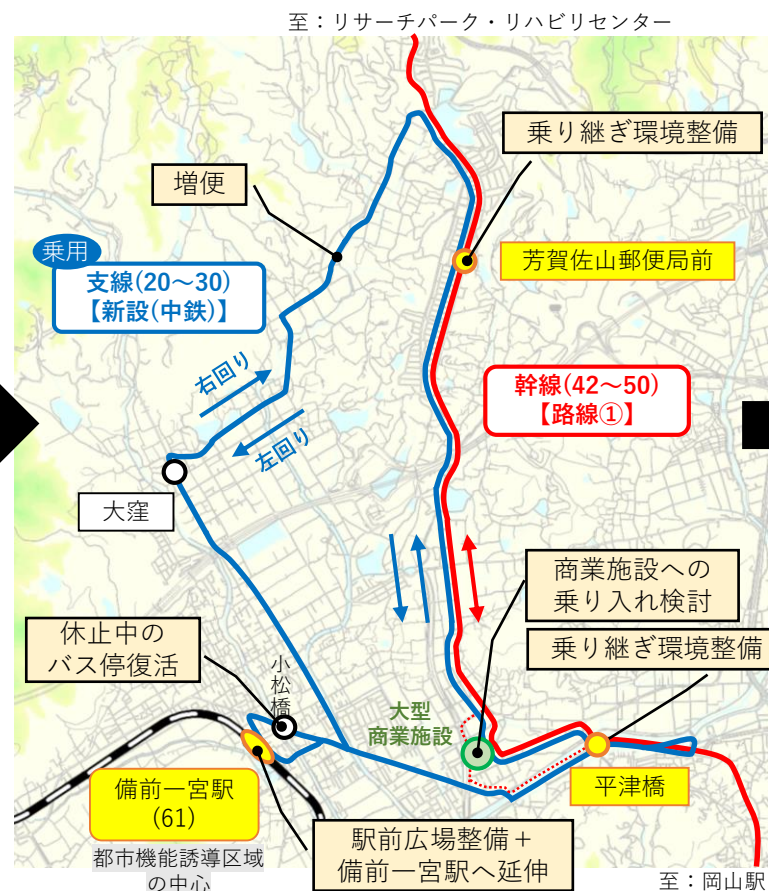 至：リサーチパーク・リハビリセンター
乗り継ぎ環境整備
増便
乗用
支線(20～30)
【新設(中鉄)】
芳賀佐山郵便局前
右回り
左回り
幹線(42～50)
【路線①】
大窪
商業施設への
乗り入れ検討
休止中の
バス停復活
小松橋
乗り継ぎ環境整備
大型
商業施設
備前一宮駅
(61)
平津橋
都市機能誘導区域
の中心
駅前広場整備＋
備前一宮駅へ延伸
至：岡山駅